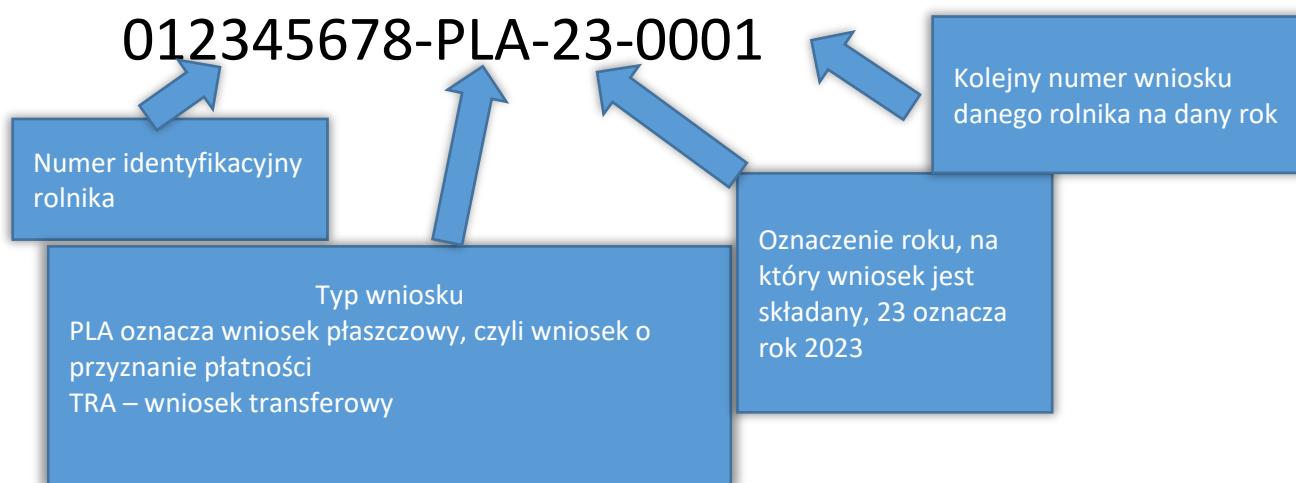 012345678-PLA-23-0001
Kolejny numer wniosku
danego rolnika na dany rok
Numer identyfikacyjny
rolnika
Oznaczenie roku, na
który wniosek jest
składany, 23 oznacza
rok 2023
Typ wniosku
PLA oznacza wniosek płaszczowy, czyli wniosek o
przyznanie płatności
TRA – wniosek transferowy